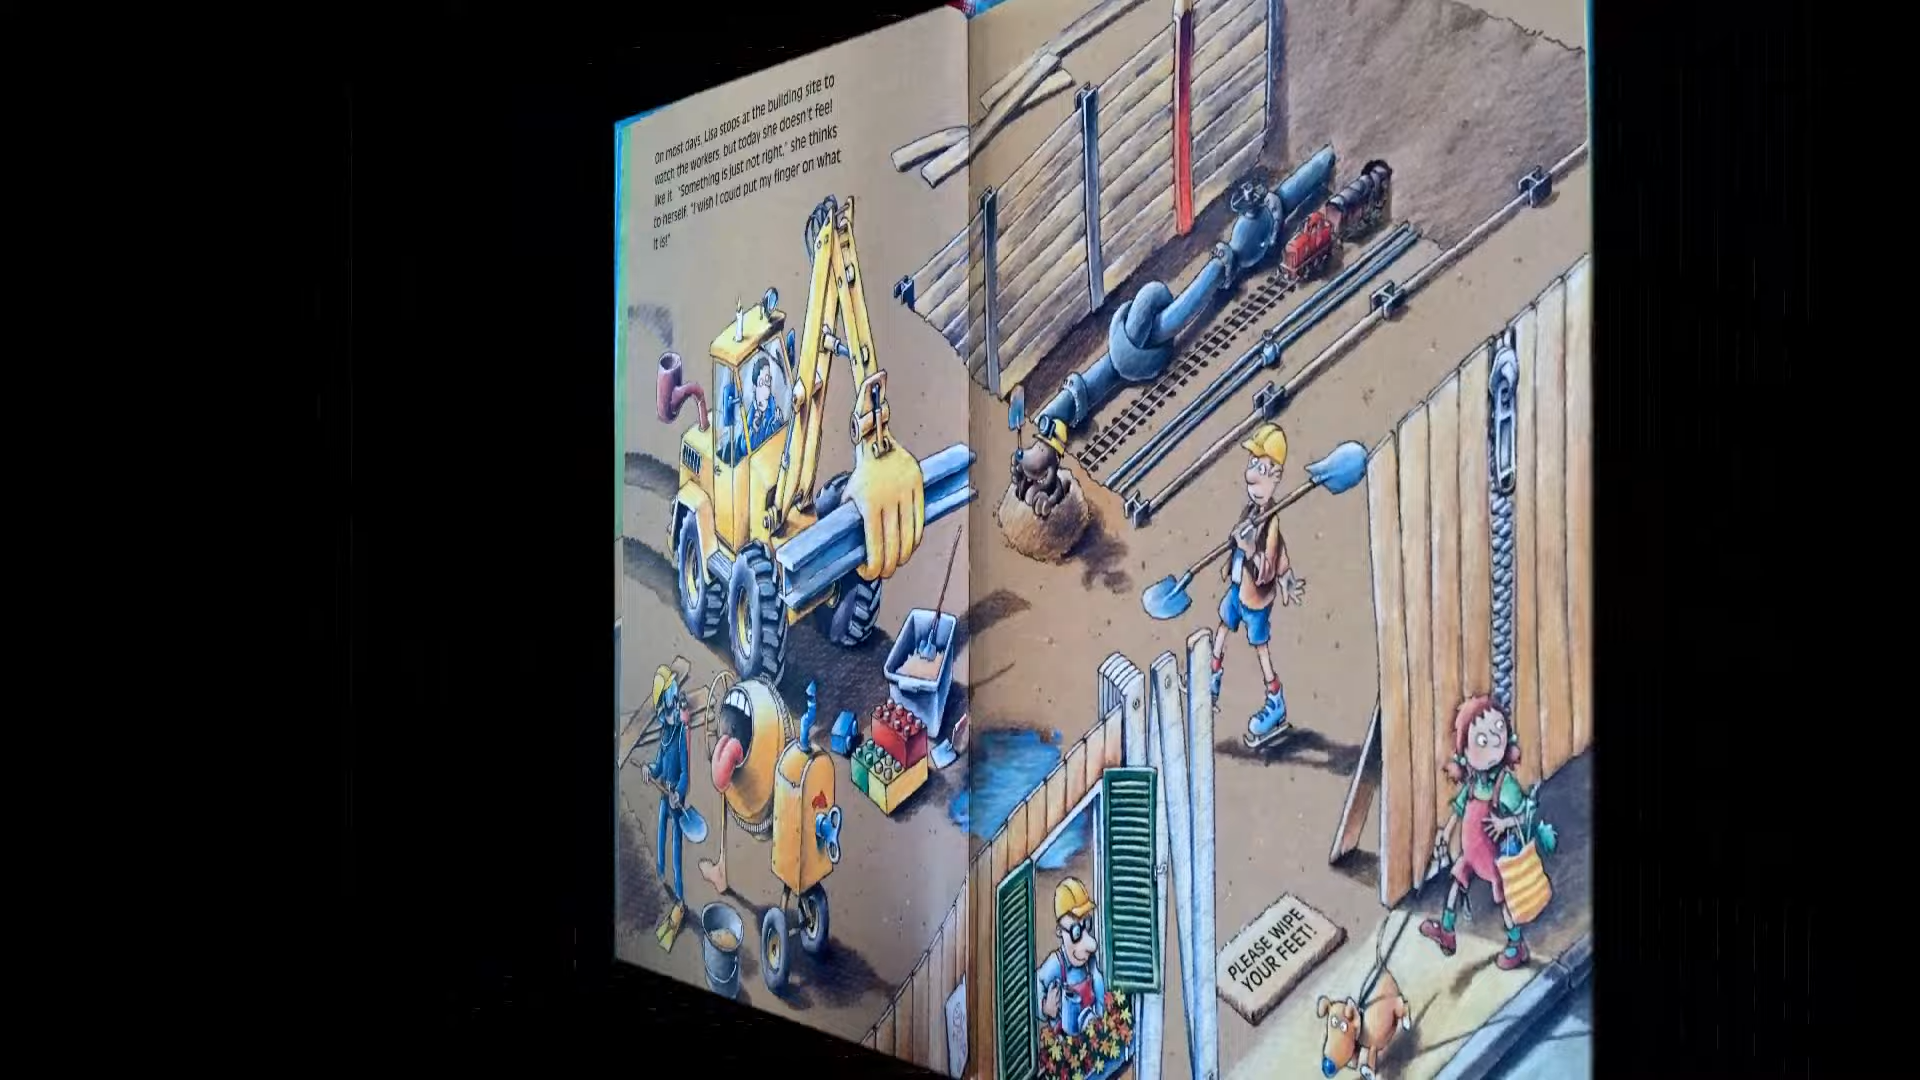 On most days, Lisa stops at the building site to
watch the workers, but today she doesn't feel
like it. "Something is just not right," she thinks
to herself. "I wish I could put my finger on what
it is!"
PLEASE WIPE
YOUR FEET!